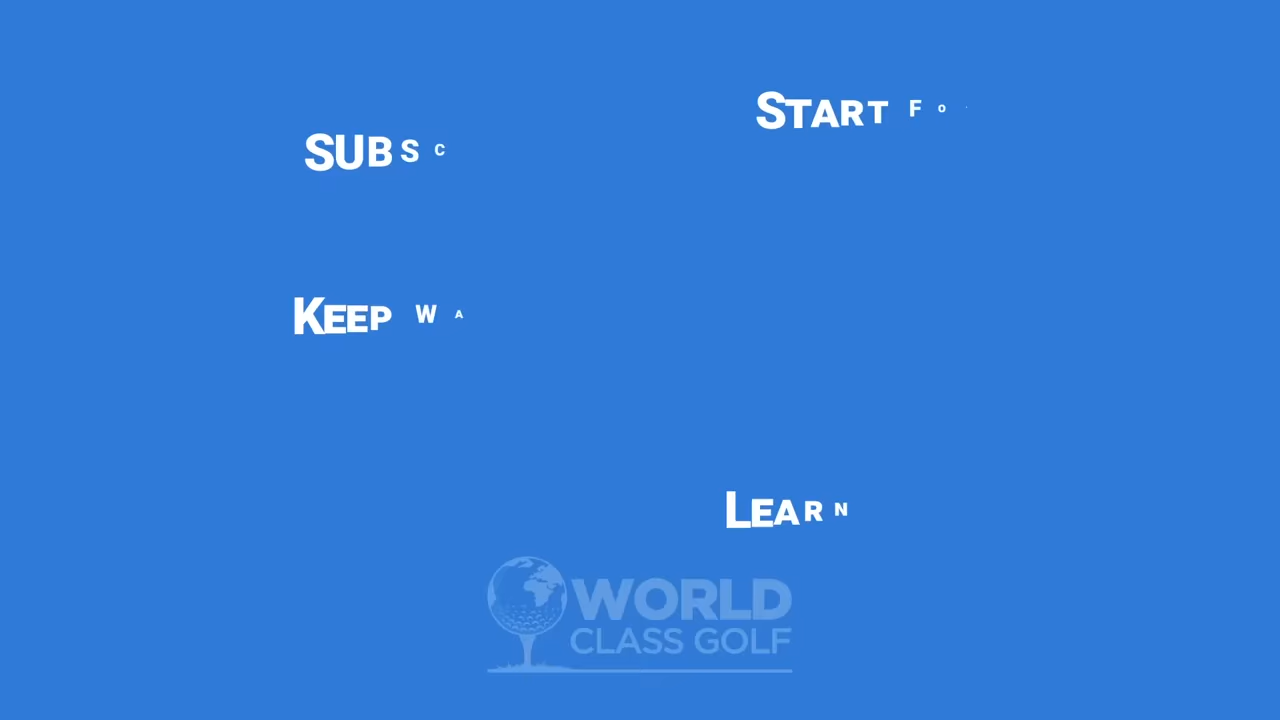 START FO
SUBSC
KEEP WA
LEARN
WORLD
CLASS GOLF